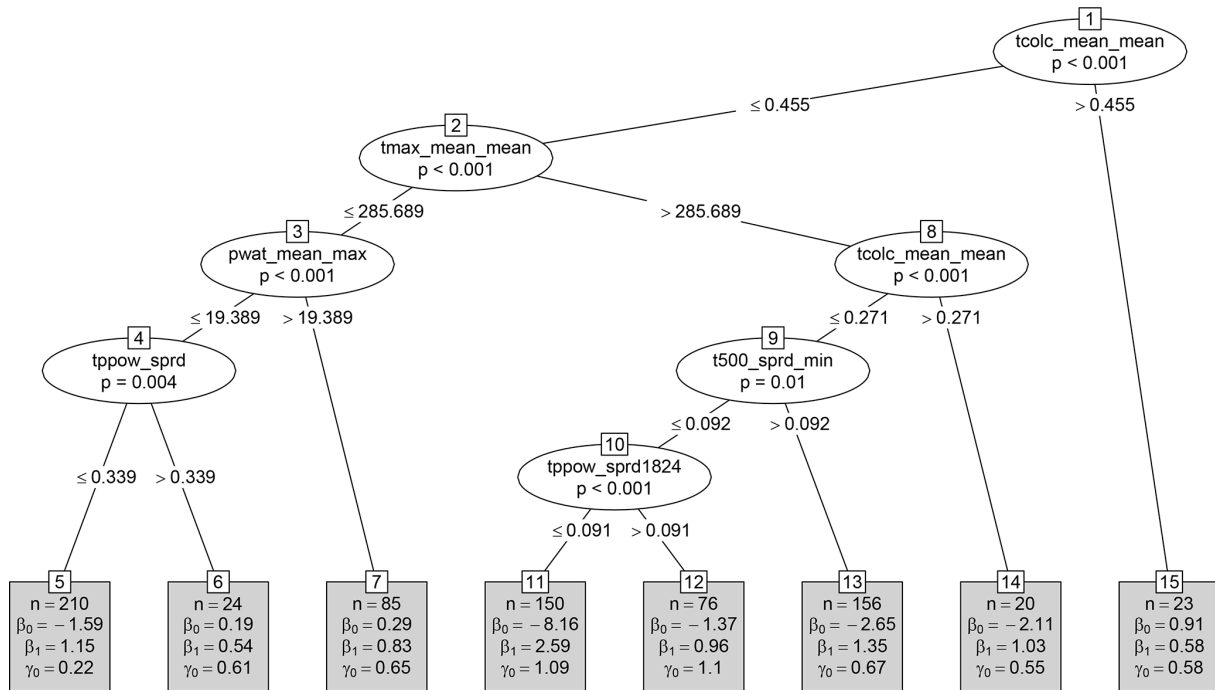 1
tcolc_mean_mean
p < 0.001
≤ 0.455
> 0.455
2
tmax_mean_mean
p < 0.001
≤ 285.689
> 285.689
3
pwat_mean_max
p < 0.001
8
tcolc_mean_mean
p < 0.001
≤ 19.389
> 19.389
≤ 0.271
> 0.271
4
tppow_sprd
p = 0.004
9
t500_sprd_min
p = 0.01
≤ 0.092
> 0.092
10
tppow_sprd1824
p < 0.001
≤ 0.339
> 0.339
≤ 0.091
> 0.091
5
n = 210
β₀ = − 1.59
β₁ = 1.15
γ₀ = 0.22
6
n = 24
β₀ = 0.19
β₁ = 0.54
γ₀ = 0.61
7
n = 85
β₀ = 0.29
β₁ = 0.83
γ₀ = 0.65
11
n = 150
β₀ = − 8.16
β₁ = 2.59
γ₀ = 1.09
12
n = 76
β₀ = − 1.37
β₁ = 0.96
γ₀ = 1.1
13
n = 156
β₀ = − 2.65
β₁ = 1.35
γ₀ = 0.67
14
n = 20
β₀ = − 2.11
β₁ = 1.03
γ₀ = 0.55
15
n = 23
β₀ = 0.91
β₁ = 0.58
γ₀ = 0.58